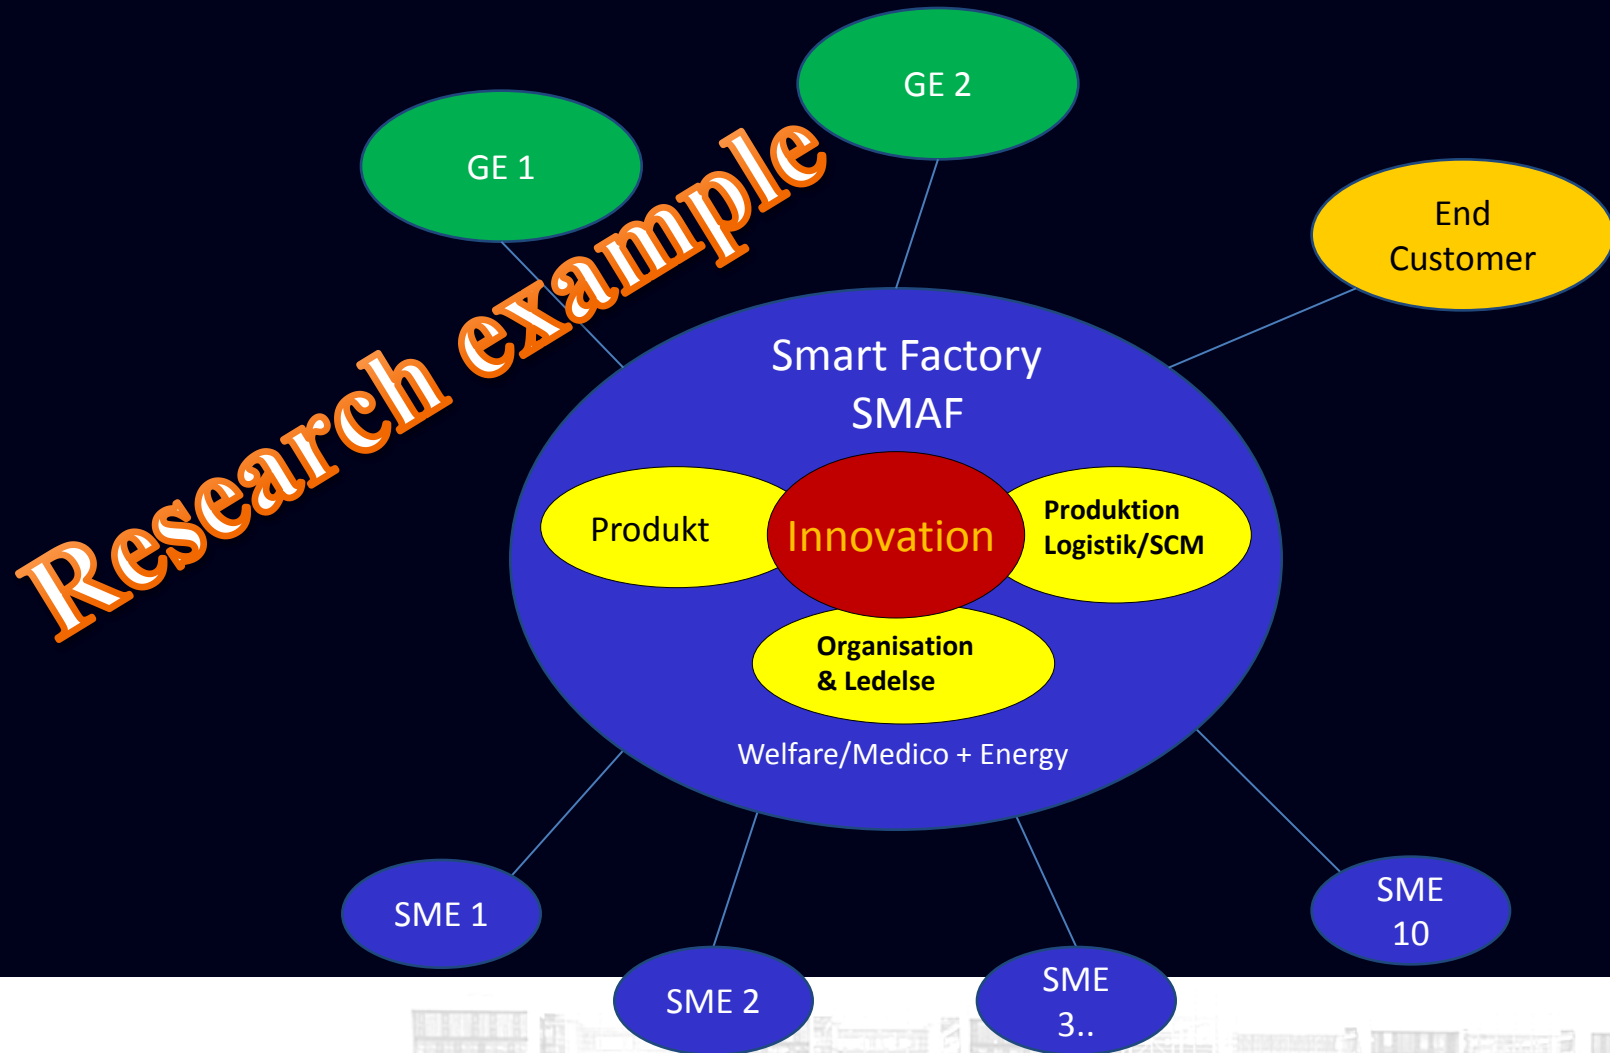 GE 2
GE 1
Research example
End
Customer
Smart Factory
SMAF
Produkt
Innovation
Produktion
Logistik/SCM
Organisation
& Ledelse
Welfare/Medico + Energy
SME 1
SME
10
SME 2
SME
3..